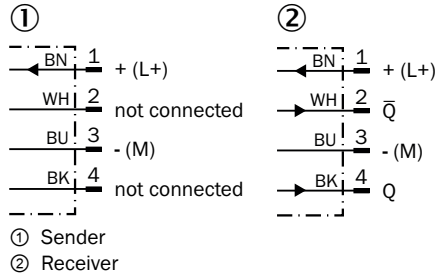 ① ②
BN 1 + (L+)
WH 2 not connected
BU 3 - (M)
BK 4 not connected
BN 1 + (L+)
WH 2 Q̅
BU 3 - (M)
BK 4 Q
① Sender
② Receiver